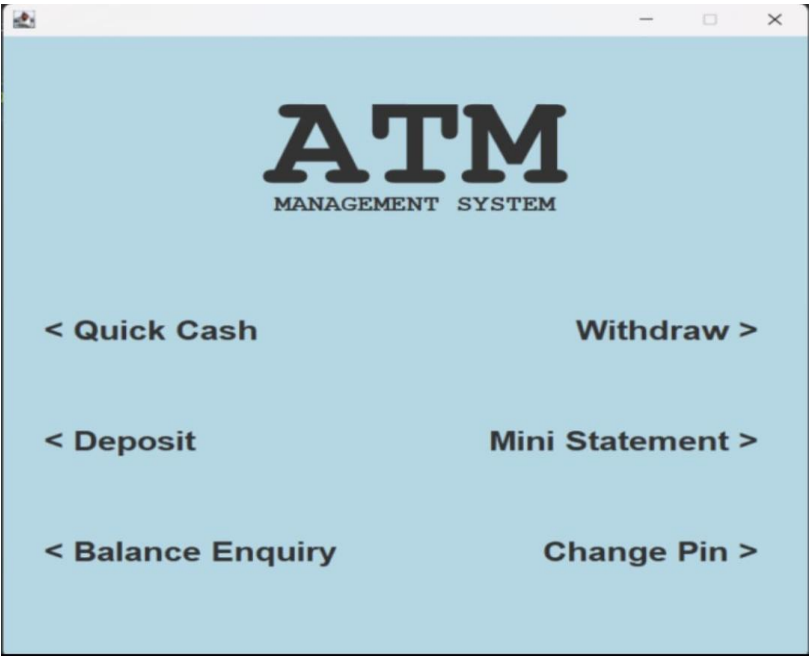 ATM
MANAGEMENT SYSTEM
< Quick Cash
Withdraw >
< Deposit
Mini Statement >
< Balance Enquiry
Change Pin >